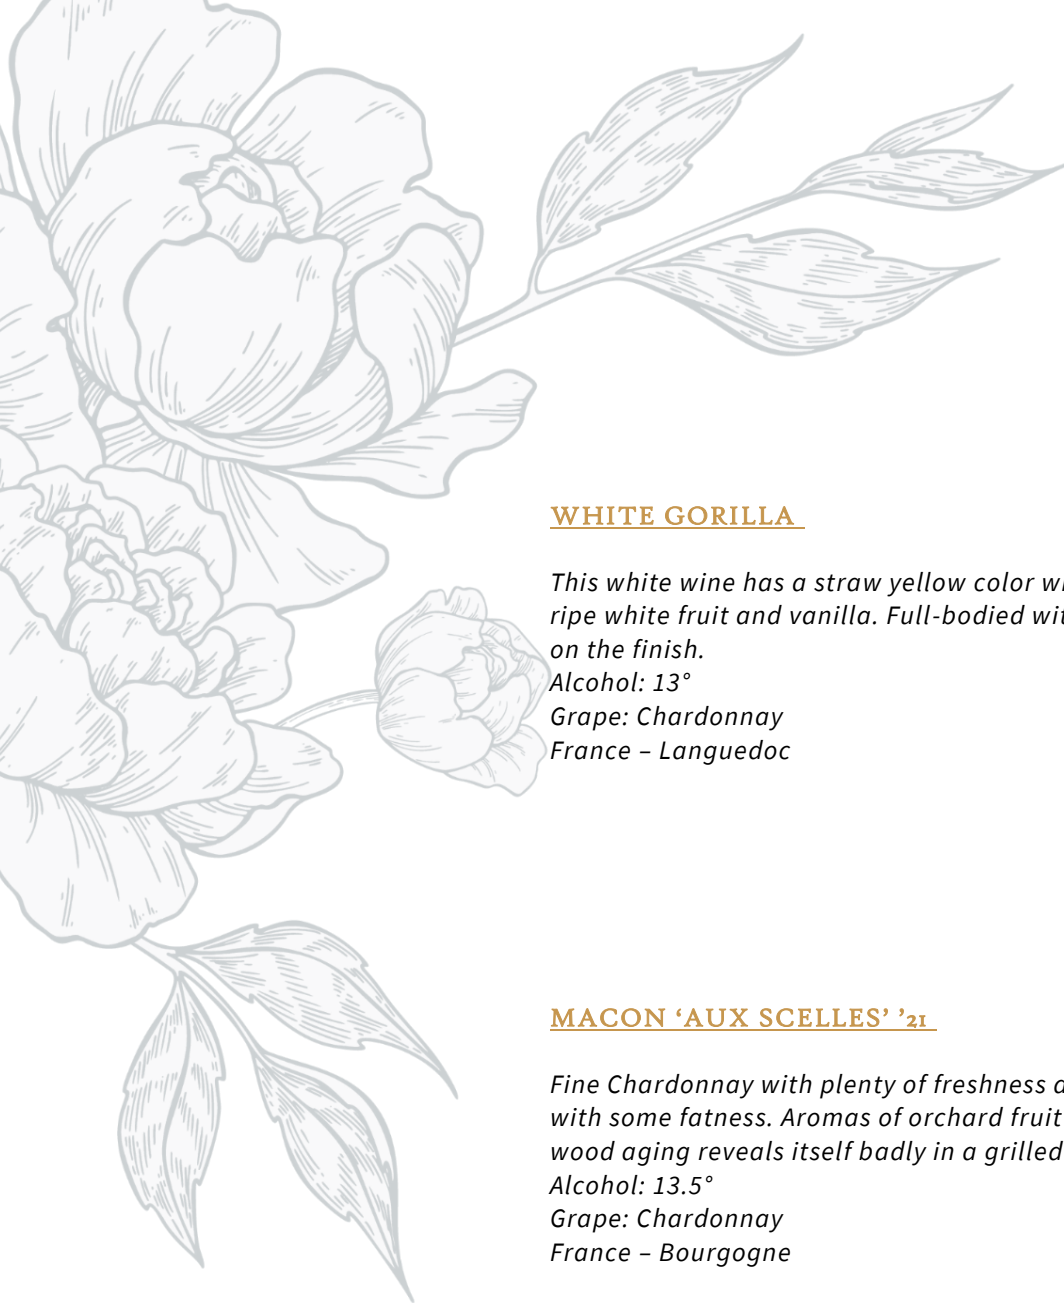 WHITE GORILLA
This white wine has a straw yellow color
ripe white fruit and vanilla. Full-bodied
on the finish.
Alcohol: 13°
Grape: Chardonnay
France – Languedoc
MACON ‘AUX SCELLES’ ’21
Fine Chardonnay with plenty of freshness
with some fatness. Aromas of orchard fruit
wood aging reveals itself badly in a grilled
Alcohol: 13.5°
Grape: Chardonnay
France – Bourgogne